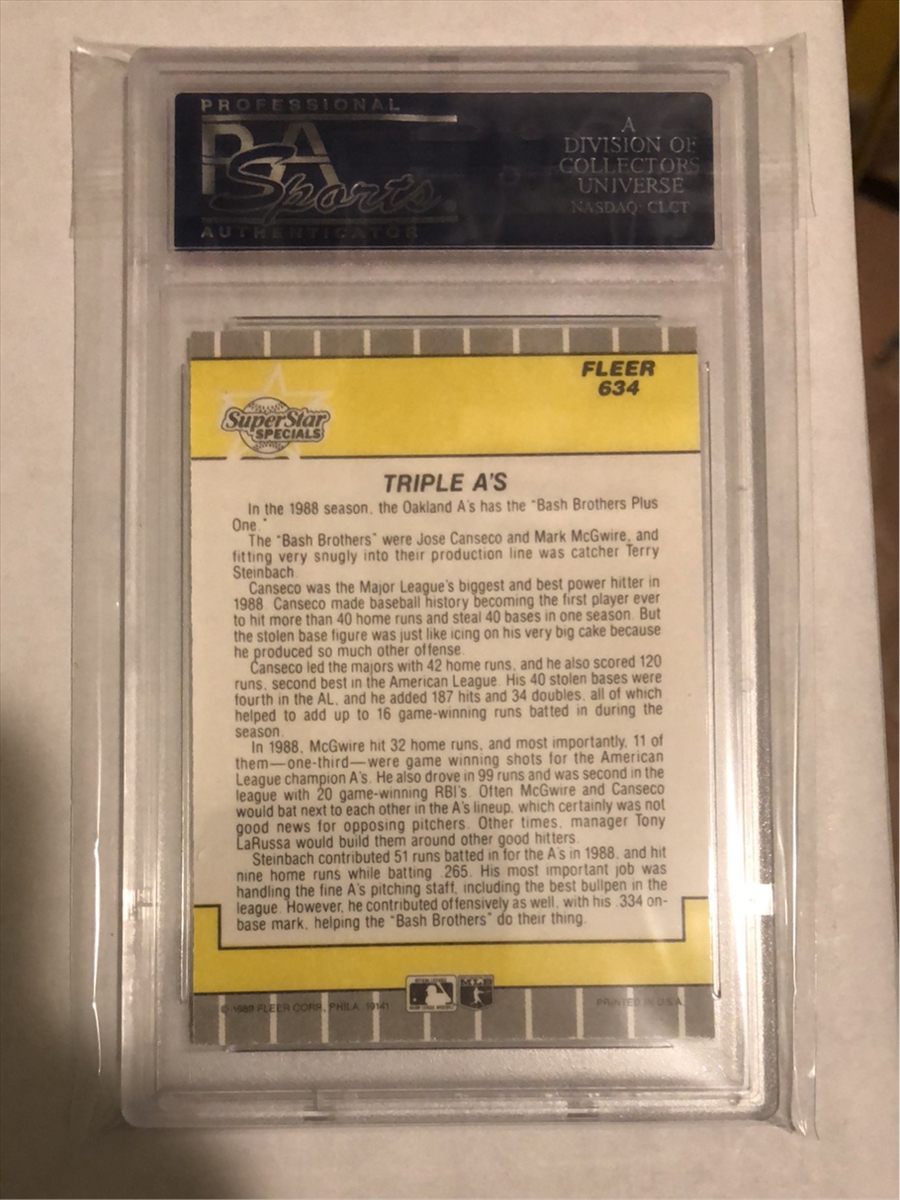 PROFESSIONAL
PSA
Sports
AUTHENTICATOR
A
DIVISION OF
COLLECTORS
UNIVERSE
NASDAQ: CLCT
FLEER
634
SuperStar
SPECIALS
TRIPLE A'S
In the 1988 season, the Oakland A's has the "Bash Brothers Plus
One."
The "Bash Brothers" were Jose Canseco and Mark McGwire, and
fitting very snugly into their production line was catcher Terry
Steinbach.
Canseco was the Major League's biggest and best power hitter in
1988. Canseco made baseball history becoming the first player ever
to hit more than 40 home runs and steal 40 bases in one season. But
the stolen base figure was just like icing on his very big cake because
he produced so much other offense.
Canseco led the majors with 42 home runs, and he also scored 120
runs, second best in the American League. His 40 stolen bases were
fourth in the AL, and he added 187 hits and 34 doubles, all of which
helped to add up to 16 game-winning runs batted in during the
season.
In 1988, McGwire hit 32 home runs, and most importantly, 11 of
them—one-third—were game winning shots for the American
League champion A's. He also drove in 99 runs and was second in the
league with 20 game-winning RBI's. Often McGwire and Canseco
would bat next to each other in the A's lineup, which certainly was not
good news for opposing pitchers. Other times, manager Tony
LaRussa would build them around other good hitters.
Steinbach contributed 51 runs batted in for the A's in 1988, and hit
nine home runs while batting .265. His most important job was
handling the fine A's pitching staff, including the best bullpen in the
league. However, he contributed offensively as well, with his .334 on-
base mark, helping the "Bash Brothers" do their thing.
© 1989 FLEER CORP., PHILA. 19141
PRINTED IN U.S.A.